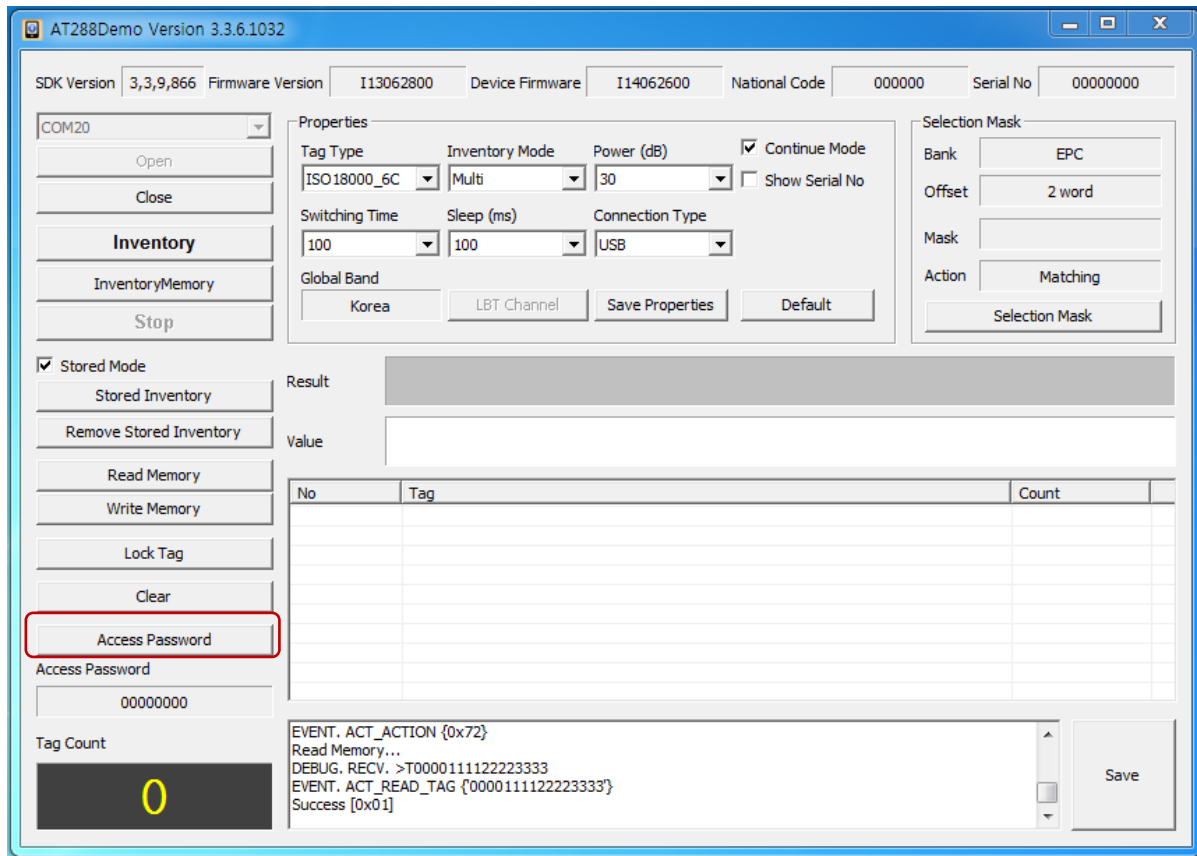 AT288Demo Version 3.3.6.1032
SDK Version 3,3,9,866 Firmware Version I13062800 Device Firmware I14062600 National Code 000000 Serial No 00000000
COM20
Open
Close
Inventory
InventoryMemory
Stop
Properties
Tag Type Inventory Mode Power (dB) Continue Mode
ISO18000_6C Multi 30 Show Serial No
Switching Time Sleep (ms) Connection Type
100 100 USB
Global Band
Korea LBT Channel Save Properties Default
Selection Mask
Bank EPC
Offset 2 word
Mask
Action Matching
Selection Mask
Stored Mode
Stored Inventory
Remove Stored Inventory
Read Memory
Write Memory
Lock Tag
Clear
Access Password
Access Password
00000000
Tag Count
0
Result
Value
No Tag Count
EVENT. ACT_ACTION {0x72}
Read Memory...
DEBUG. RECV. >T0000111122223333
EVENT. ACT_READ_TAG {'0000111122223333'}
Success [0x01]
Save